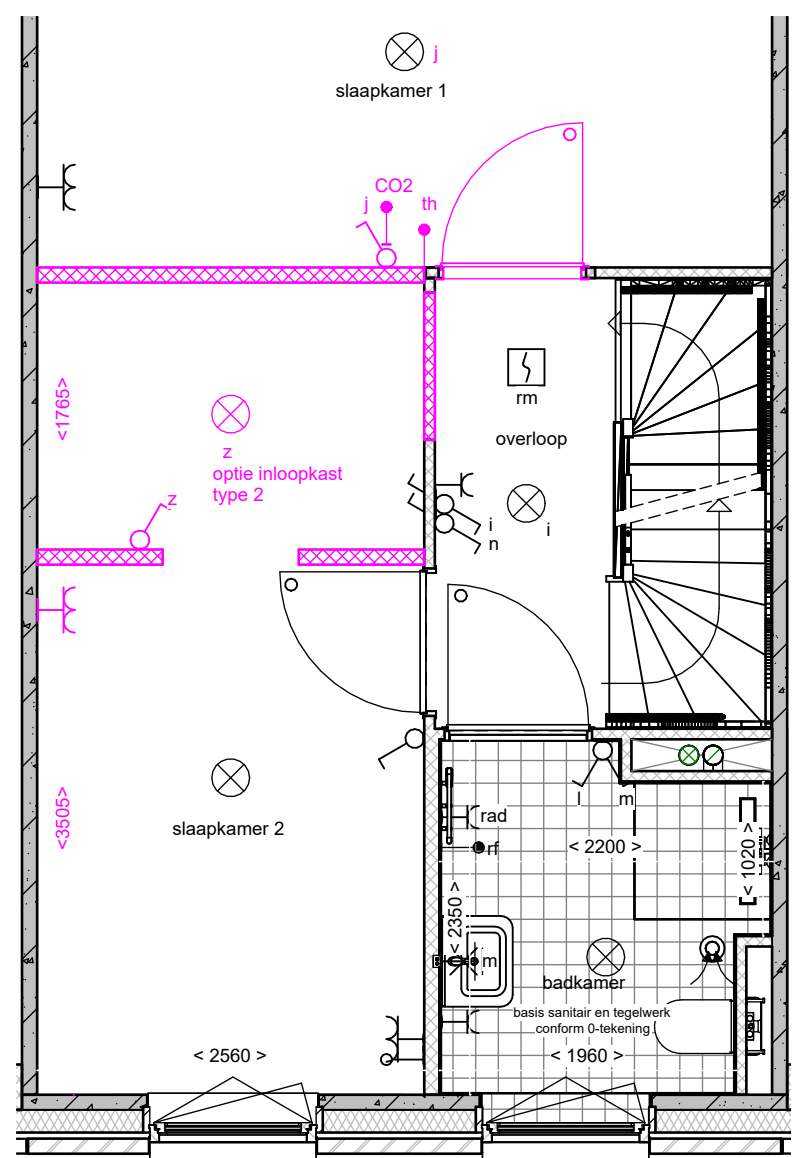 j
slaapkamer 1
CO2
j
th
<1765>
rm
overloop
z
optie inloopkast
type 2
z
i
n
i
<3505>
slaapkamer 2
l
m
rad
rf
< 2200 >
< 1020 >
< 2350 >
m
badkamer
basis sanitair en tegelwerk
conform 0-tekening
< 2560 >
< 1960 >